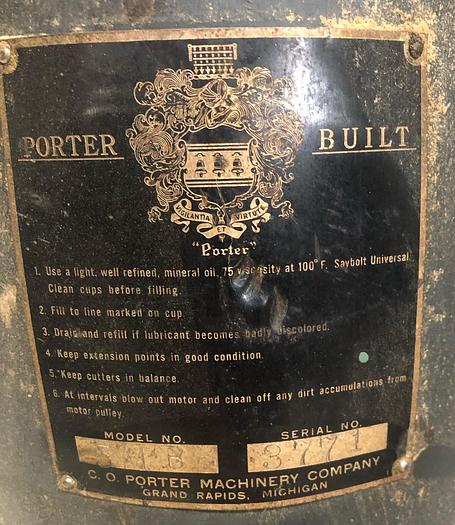 PORTER BUILT
VIGILANTIA ET VIRTUTE
"Porter"
1. Use a light, well refined, mineral oil, 75 viscosity at 100° F. Saybolt Universal.
Clean cups before filling.
2. Fill to line marked on cup.
3. Drain and refill if lubricant becomes badly discolored.
4. Keep extension points in good condition.
5. Keep cutters in balance.
6. At intervals blow out motor and clean off any dirt accumulations from
motor pulley.
MODEL NO. SERIAL NO.
3771
C. O. PORTER MACHINERY COMPANY
GRAND RAPIDS, MICHIGAN